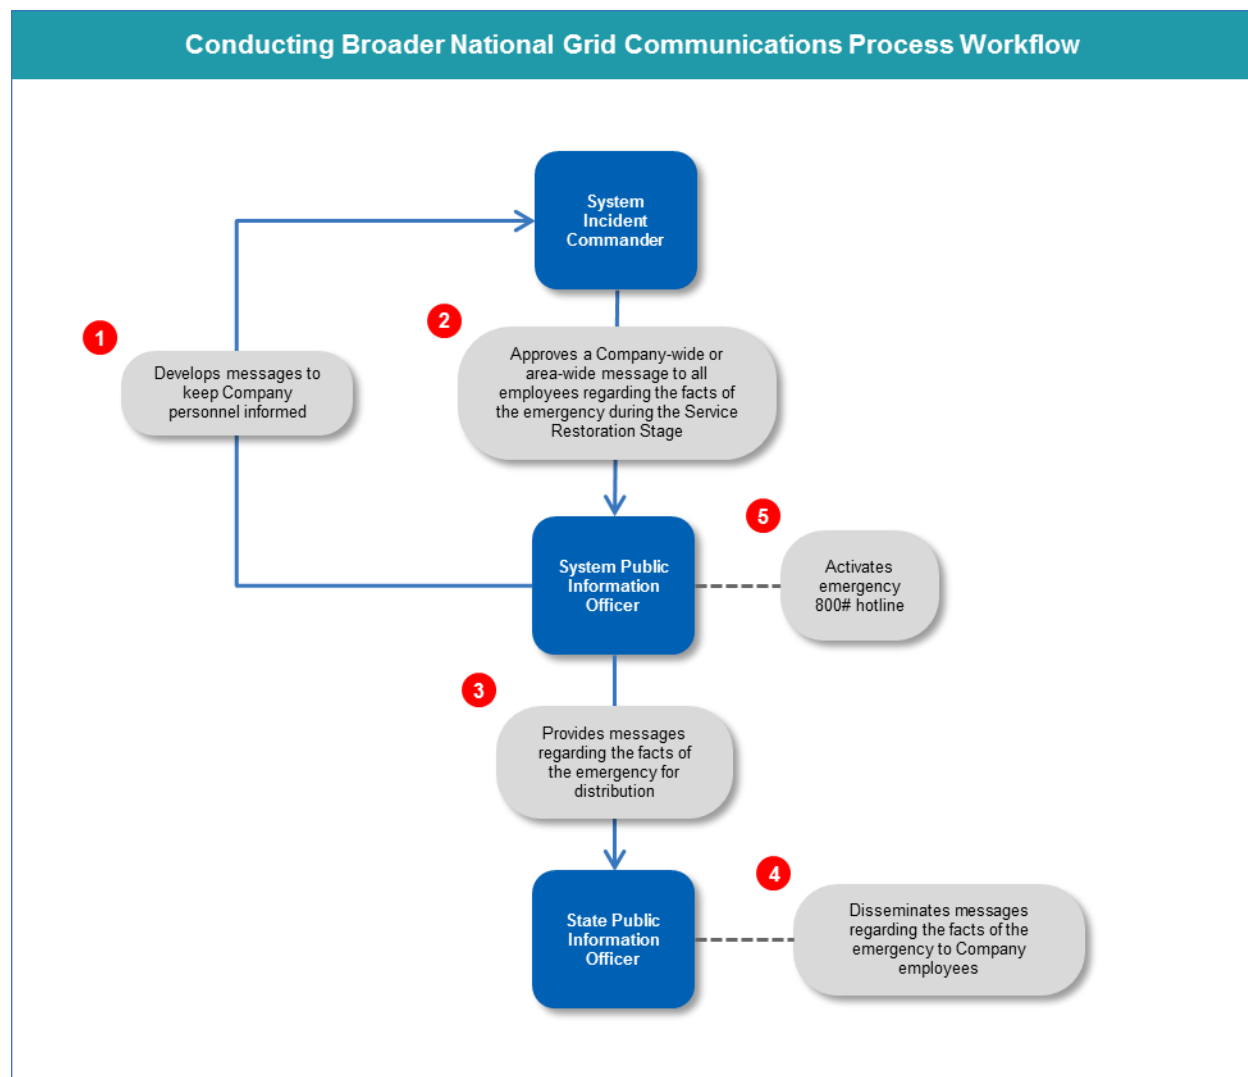 Conducting Broader National Grid Communications Process Workflow
System
Incident
Commander
1
Develops messages to
keep Company
personnel informed
2
Approves a Company-wide or
area-wide message to all
employees regarding the facts of
the emergency during the Service
Restoration Stage
System Public
Information
Officer
5
Activates
emergency
800# hotline
3
Provides messages
regarding the facts of
the emergency for
distribution
State Public
Information
Officer
4
Disseminates messages
regarding the facts of the
emergency to Company
employees